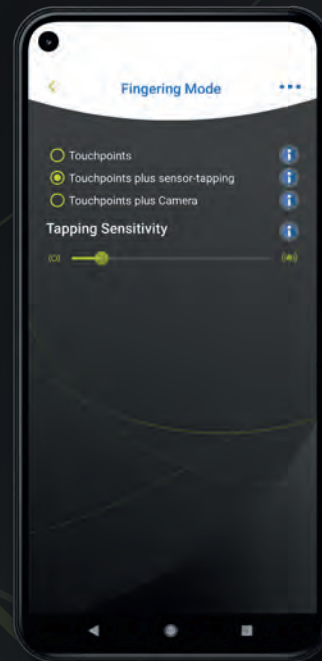 Fingering Mode
Touchpoints
Touchpoints plus sensor-tapping
Touchpoints plus Camera
Tapping Sensitivity